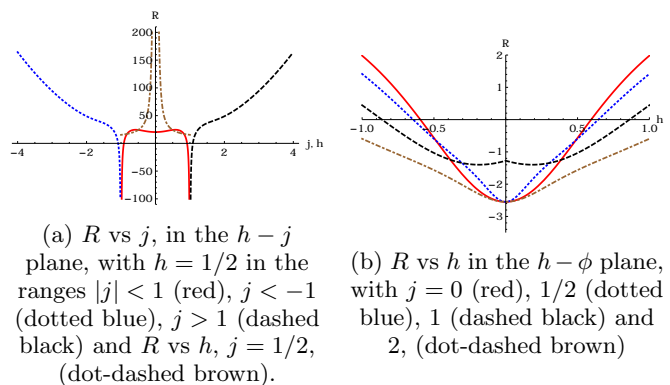 R
200
150
100
50
-50
-100
-4
-2
2
4
j, h
(a) R vs j, in the h − j
plane, with h = 1/2 in the
ranges |j| < 1 (red), j < −1
(dotted blue), j > 1 (dashed
black) and R vs h, j = 1/2,
(dot-dashed brown).
R
2
1
-1
-2
-3
-1.0
-0.5
0.5
1.0
h
(b) R vs h in the h − ϕ plane,
with j = 0 (red), 1/2 (dotted
blue), 1 (dashed black) and
2, (dot-dashed brown)